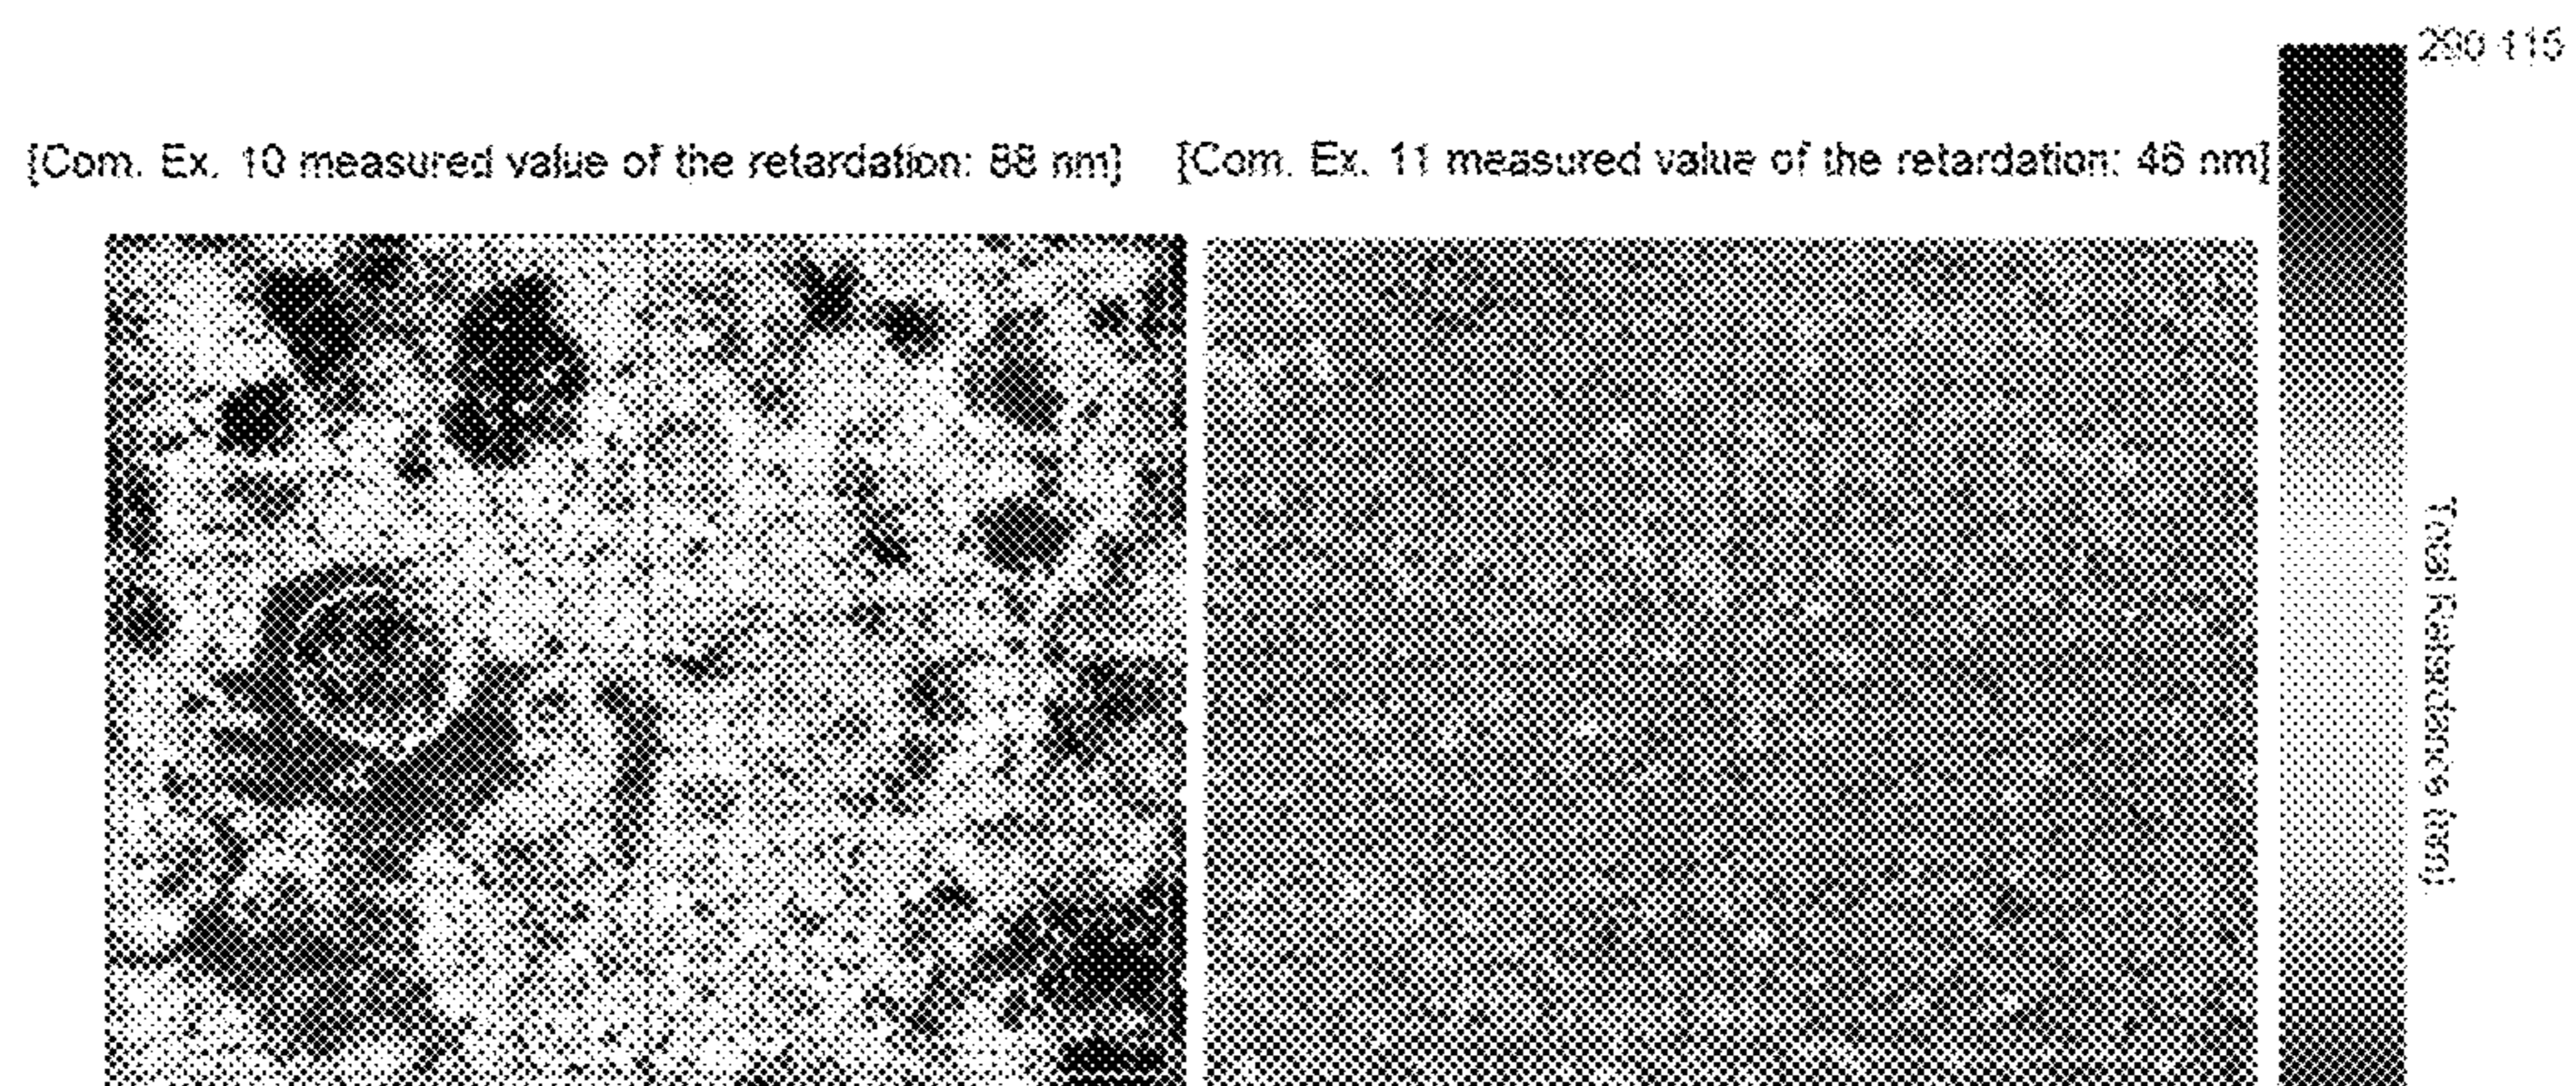 [Com. Ex. 10 measured value of the retardation: 88 nm] [Com. Ex. 11 measured value of the retardation: 46 nm]
Total Retardance (nm)